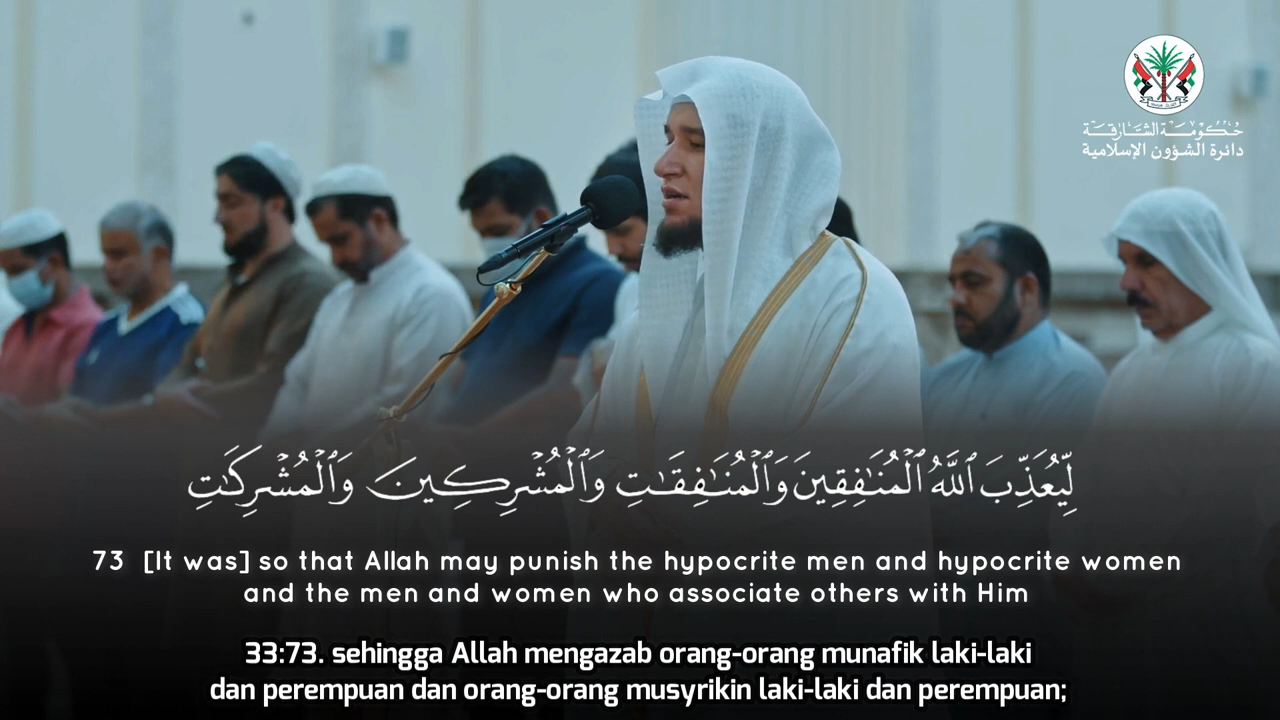 حكومة الشارقة
دائرة الشؤون الإسلامية
لِّيُعَذِّبَ ٱللَّهُ ٱلْمُنَـٰفِقِينَ وَٱلْمُنَـٰفِقَـٰتِ وَٱلْمُشْرِكِينَ وَٱلْمُشْرِكَـٰتِ
73 [It was] so that Allah may punish the hypocrite men and hypocrite women
and the men and women who associate others with Him
33:73. sehingga Allah mengazab orang-orang munafik laki-laki
dan perempuan dan orang-orang musyrikin laki-laki dan perempuan;